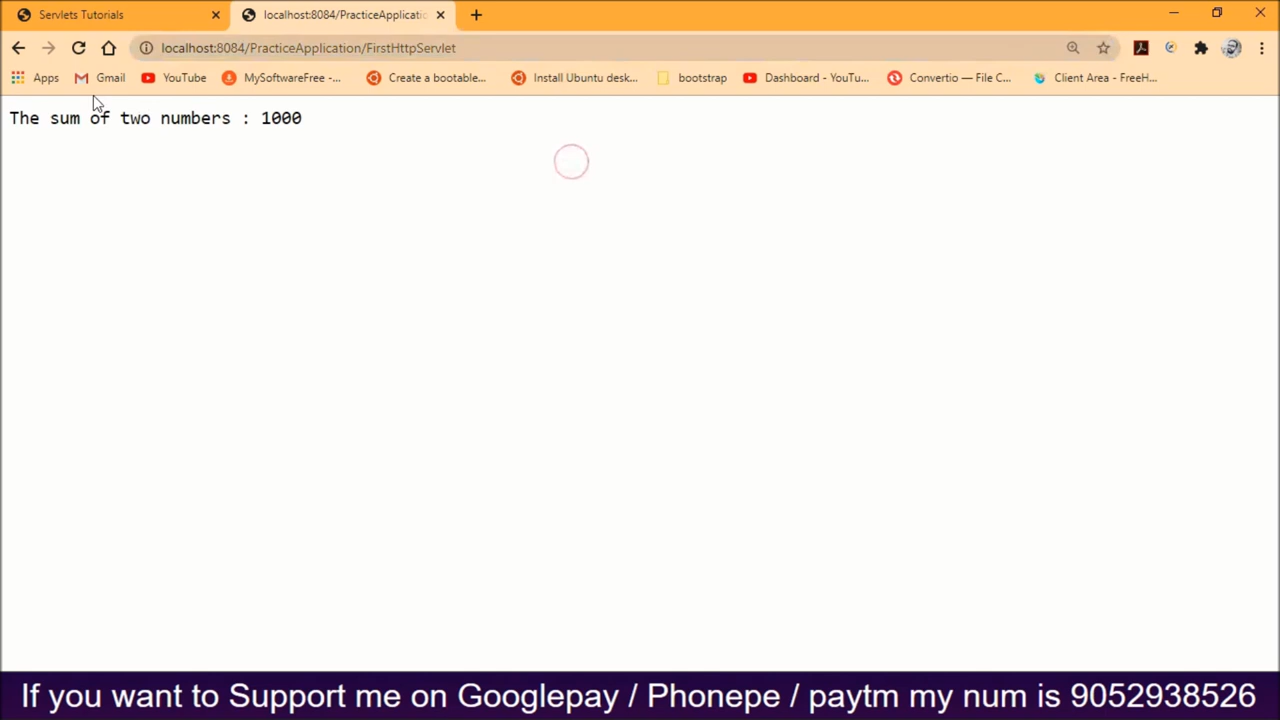 Servlets Tutorials
localhost:8084/PracticeApplicatio
localhost:8084/PracticeApplication/FirstHttpServlet
Apps
Gmail
YouTube
MySoftwareFree -...
Create a bootable...
Install Ubuntu desk...
bootstrap
Dashboard - YouTu...
Convertio — File C...
Client Area - FreeH...
The sum of two numbers : 1000
If you want to Support me on Googlepay / Phonepe / paytm my num is 9052938526